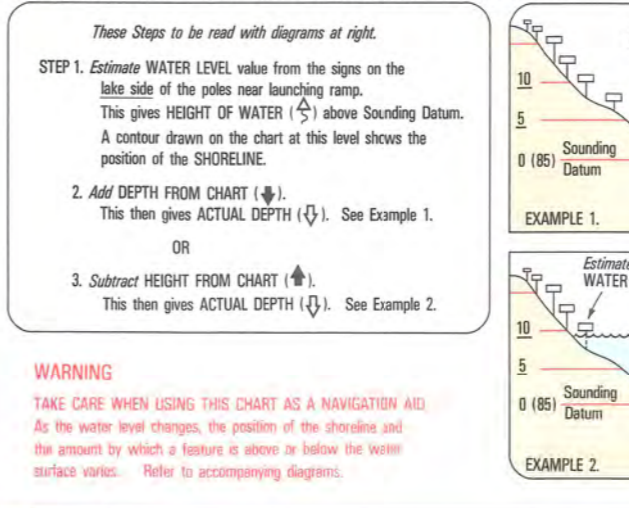 These Steps to be read with diagrams at right.
STEP 1. Estimate WATER LEVEL value from the signs on the
lake side of the poles near launching ramp.
This gives HEIGHT OF WATER ( ) above Sounding Datum.
A contour drawn on the chart at this level shows the
position of the SHORELINE.
2. Add DEPTH FROM CHART ( ).
This then gives ACTUAL DEPTH ( ). See Example 1.
OR
3. Subtract HEIGHT FROM CHART ( ).
This then gives ACTUAL DEPTH ( ). See Example 2.
WARNING
TAKE CARE WHEN USING THIS CHART AS A NAVIGATION AID
As the water level changes, the position of the shoreline and
the amount by which a feature is above or below the water
surface varies. Refer to accompanying diagrams.
10
5
0 (85) Sounding
Datum
EXAMPLE 1.
Estimate
WATER
10
5
0 (85) Sounding
Datum
EXAMPLE 2.